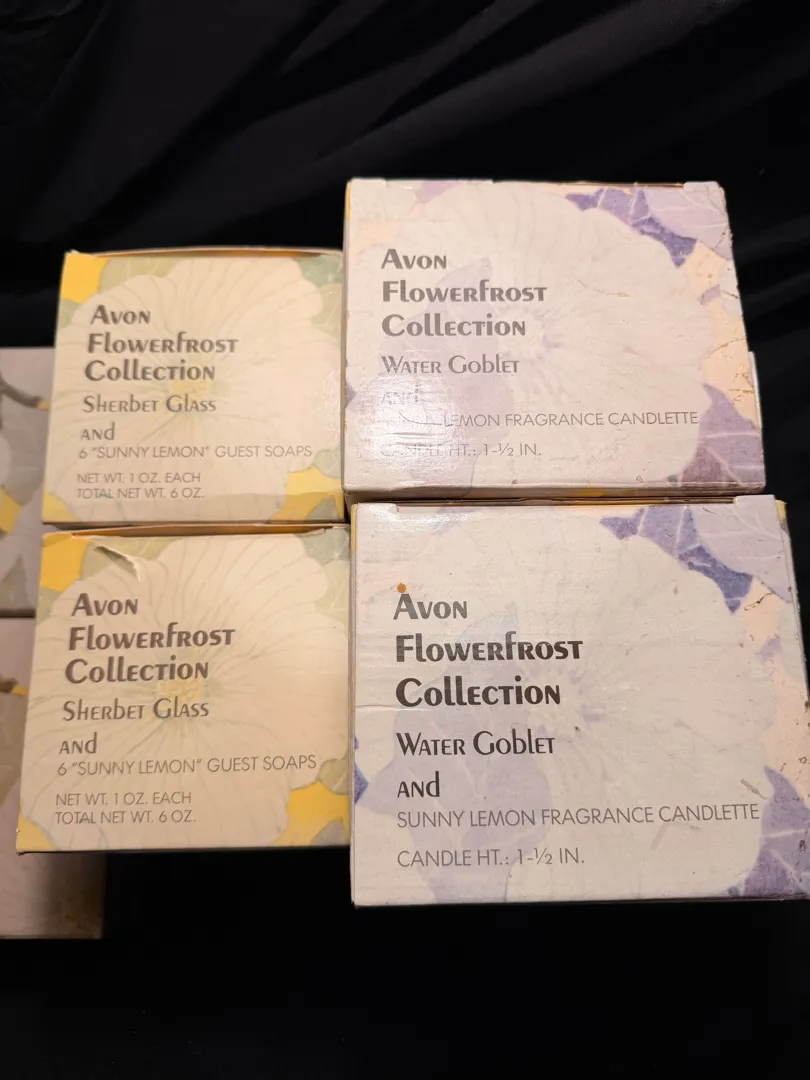 Avon
Flowerfrost
Collection
Sherbet Glass
and
6 "SUNNY LEMON" GUEST SOAPS
NET WT. 1 OZ. EACH
TOTAL NET WT. 6 OZ.
Avon
Flowerfrost
Collection
Water Goblet
and
LEMON FRAGRANCE CANDLETTE
CANDLE HT.: 1-½ IN.
Avon
Flowerfrost
Collection
Sherbet Glass
and
6 "SUNNY LEMON" GUEST SOAPS
NET WT. 1 OZ. EACH
TOTAL NET WT. 6 OZ.
Avon
Flowerfrost
Collection
Water Goblet
and
SUNNY LEMON FRAGRANCE CANDLETTE
CANDLE HT.: 1-½ IN.